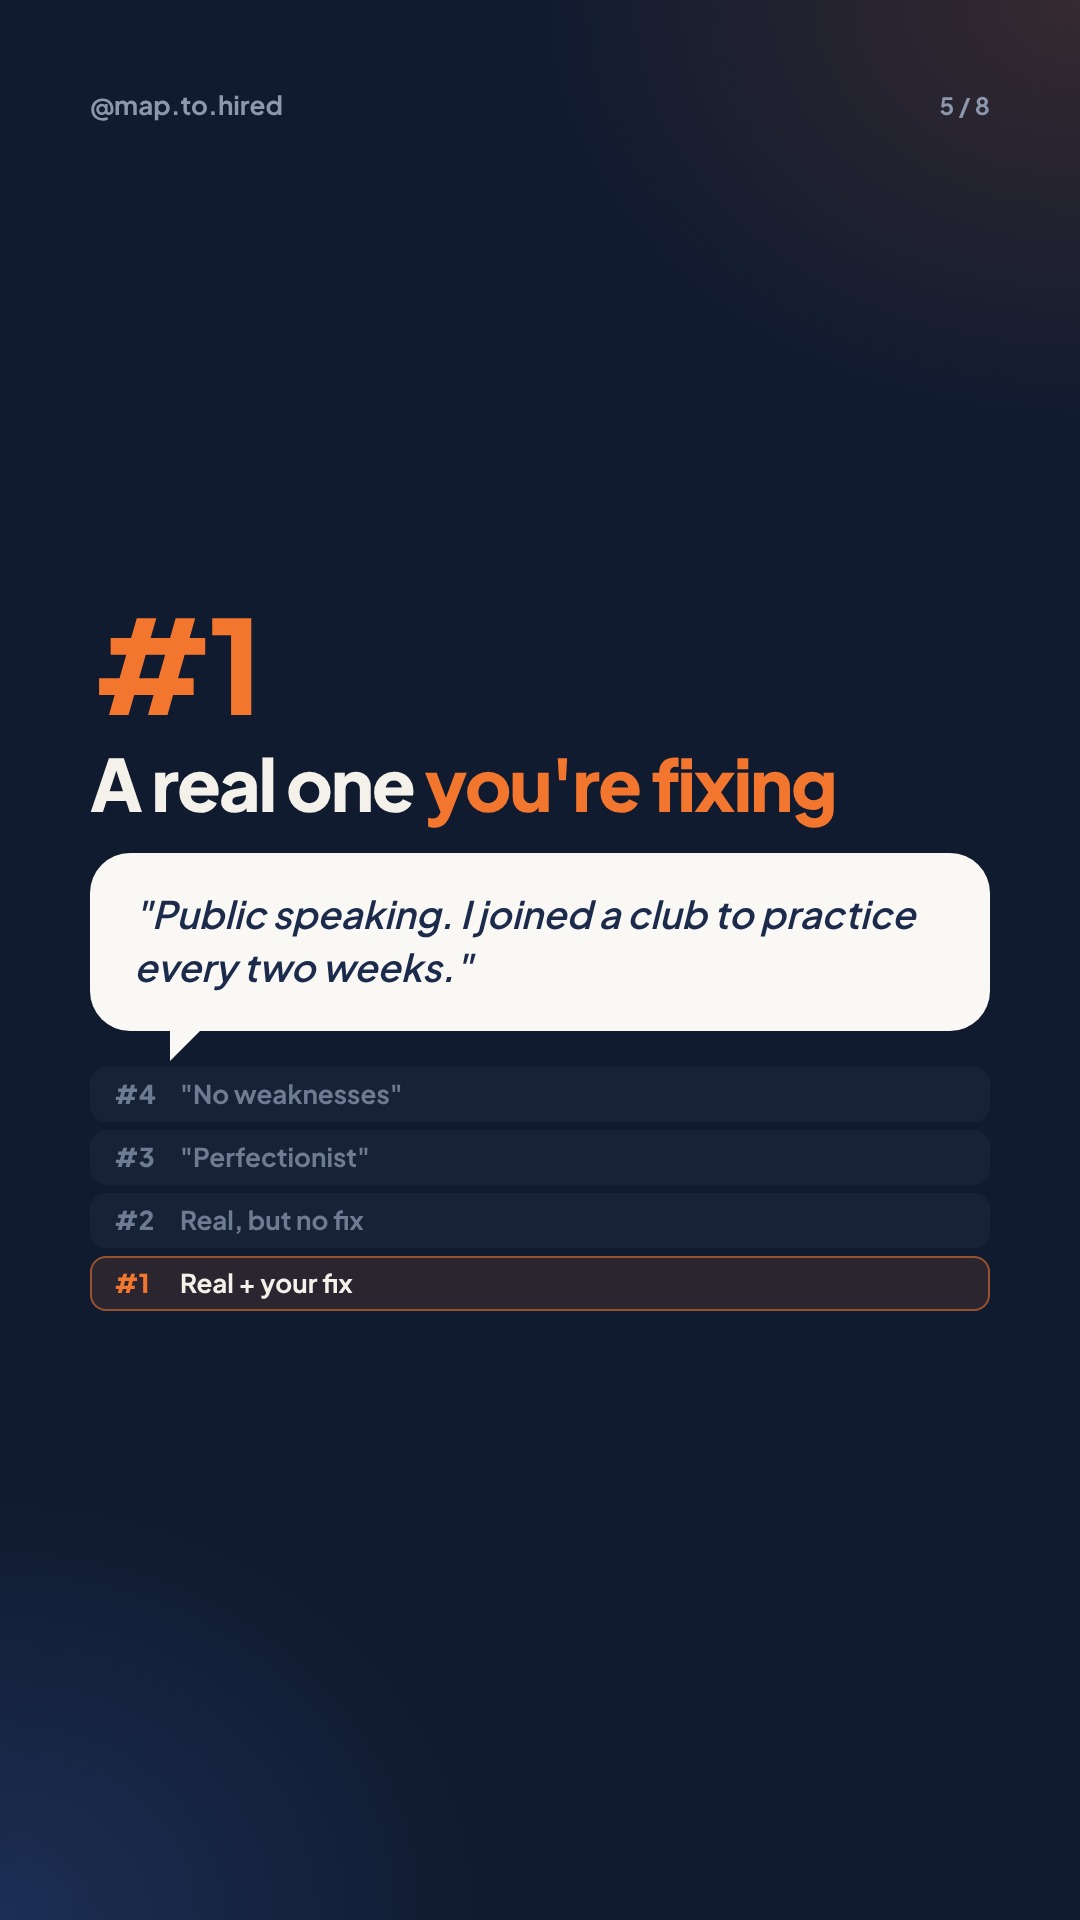 @map.to.hired
5 / 8
#1
A real one you're fixing
"Public speaking. I joined a club to practice
every two weeks."
#4 "No weaknesses"
#3 "Perfectionist"
#2 Real, but no fix
#1 Real + your fix